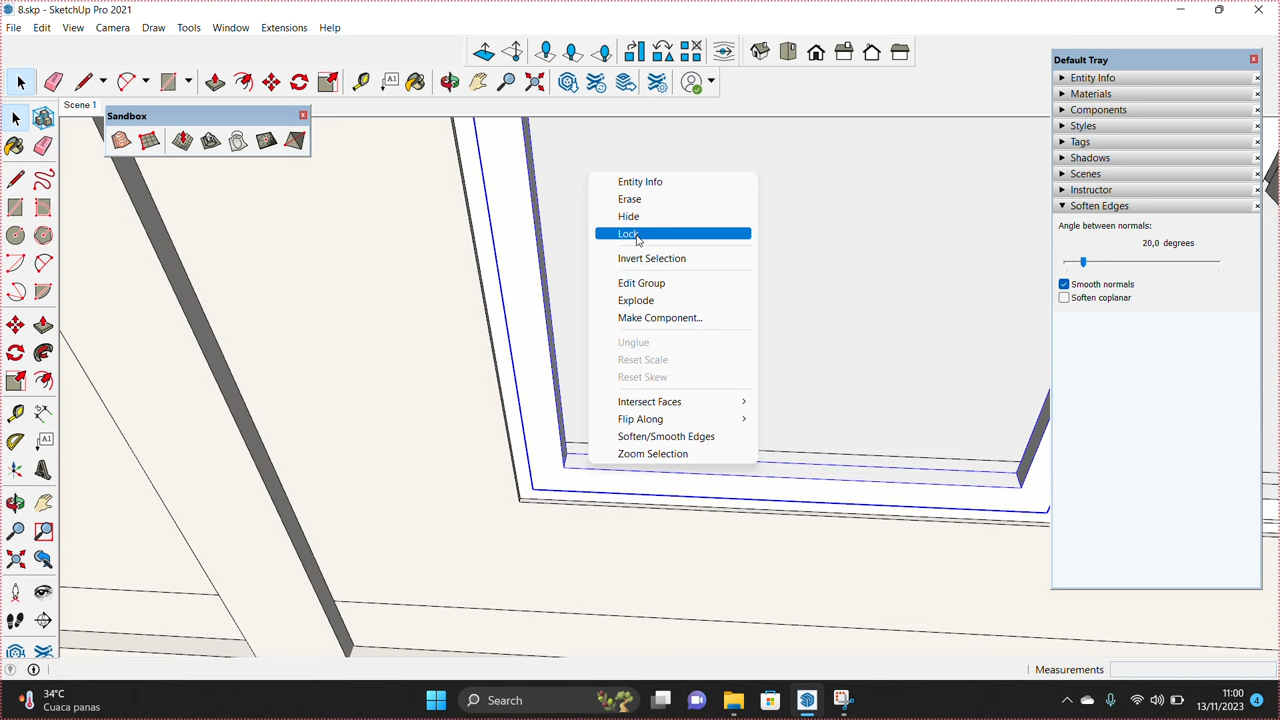 8.skp - SketchUp Pro 2021
File Edit View Camera Draw Tools Window Extensions Help
Default Tray
Entity Info
Materials
Components
Styles
Tags
Shadows
Scenes
Instructor
Soften Edges
Angle between normals:
20,0 degrees
Smooth normals
Soften coplanar
Scene 1
Sandbox
Entity Info
Erase
Hide
Lock
Invert Selection
Edit Group
Explode
Make Component...
Unglue
Reset Scale
Reset Skew
Intersect Faces
Flip Along
Soften/Smooth Edges
Zoom Selection
Measurements
34°C
Cuaca panas
Search
11:00
13/11/2023
4